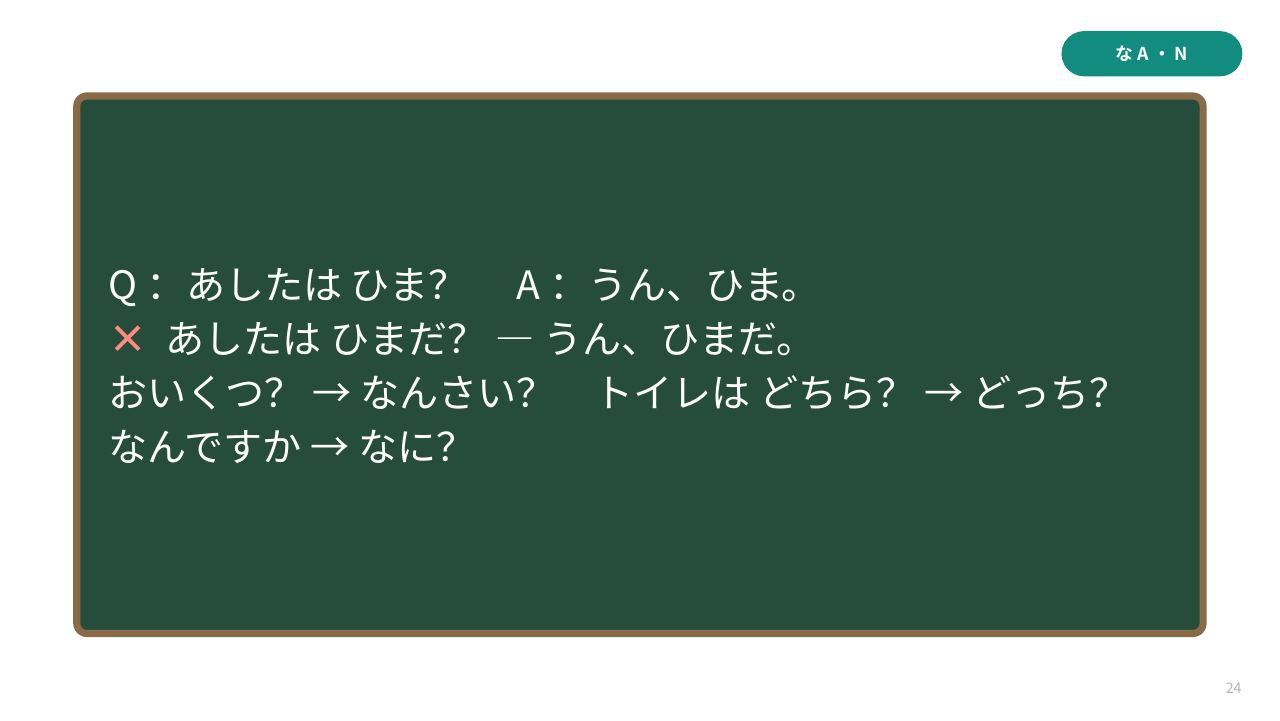 なA・N
Q： あしたは ひま?　 A： うん、ひま。
✕ あしたは ひまだ? ― うん、ひまだ。
おいくつ? → なんさい?　 トイレは どちら? → どっち?
なんですか → なに?
24